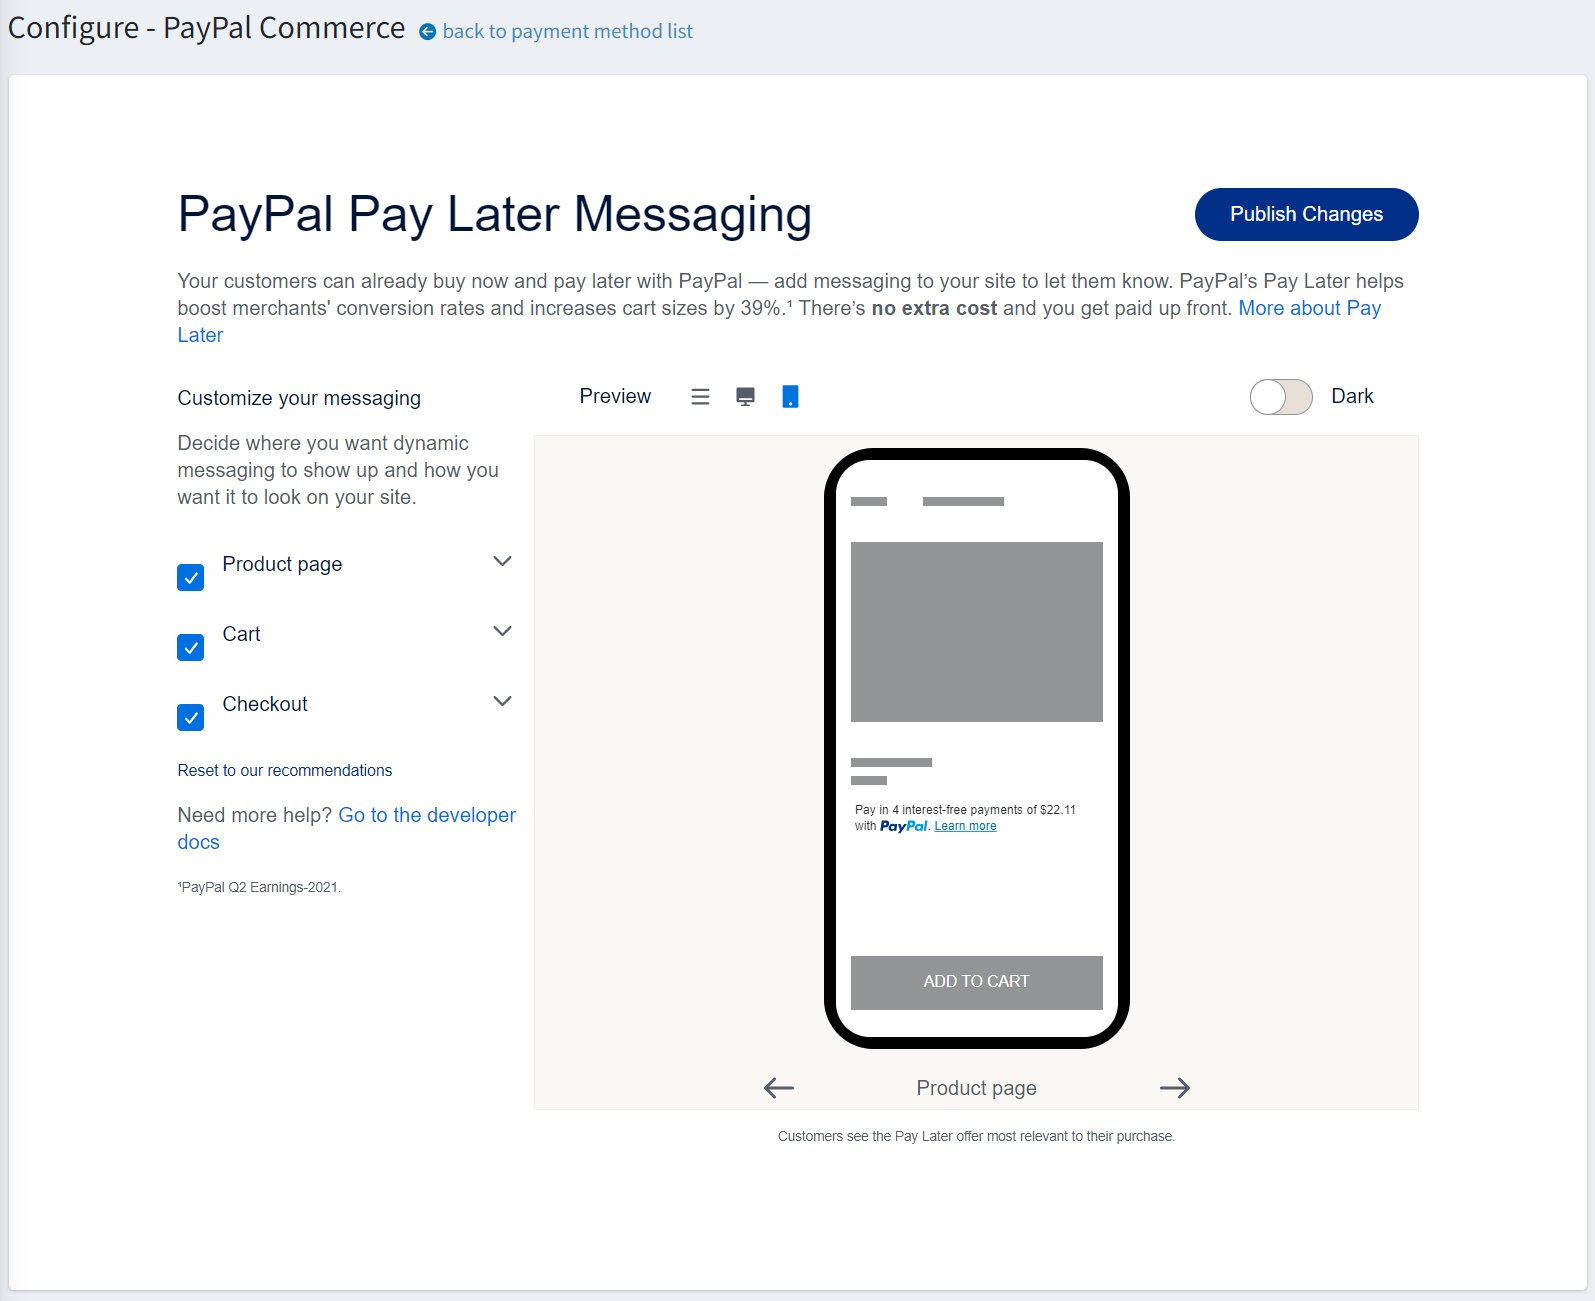 Configure - PayPal Commerce back to payment method list
PayPal Pay Later Messaging
Publish Changes
Your customers can already buy now and pay later with PayPal — add messaging to your site to let them know. PayPal’s Pay Later helps
boost merchants' conversion rates and increases cart sizes by 39%.¹ There’s no extra cost and you get paid up front. More about Pay
Later
Customize your messaging
Decide where you want dynamic
messaging to show up and how you
want it to look on your site.
Product page
Cart
Checkout
Reset to our recommendations
Need more help? Go to the developer
docs
¹PayPal Q2 Earnings-2021.
Preview
Dark
Pay in 4 interest-free payments of $22.11
with PayPal. Learn more
ADD TO CART
Product page
Customers see the Pay Later offer most relevant to their purchase.